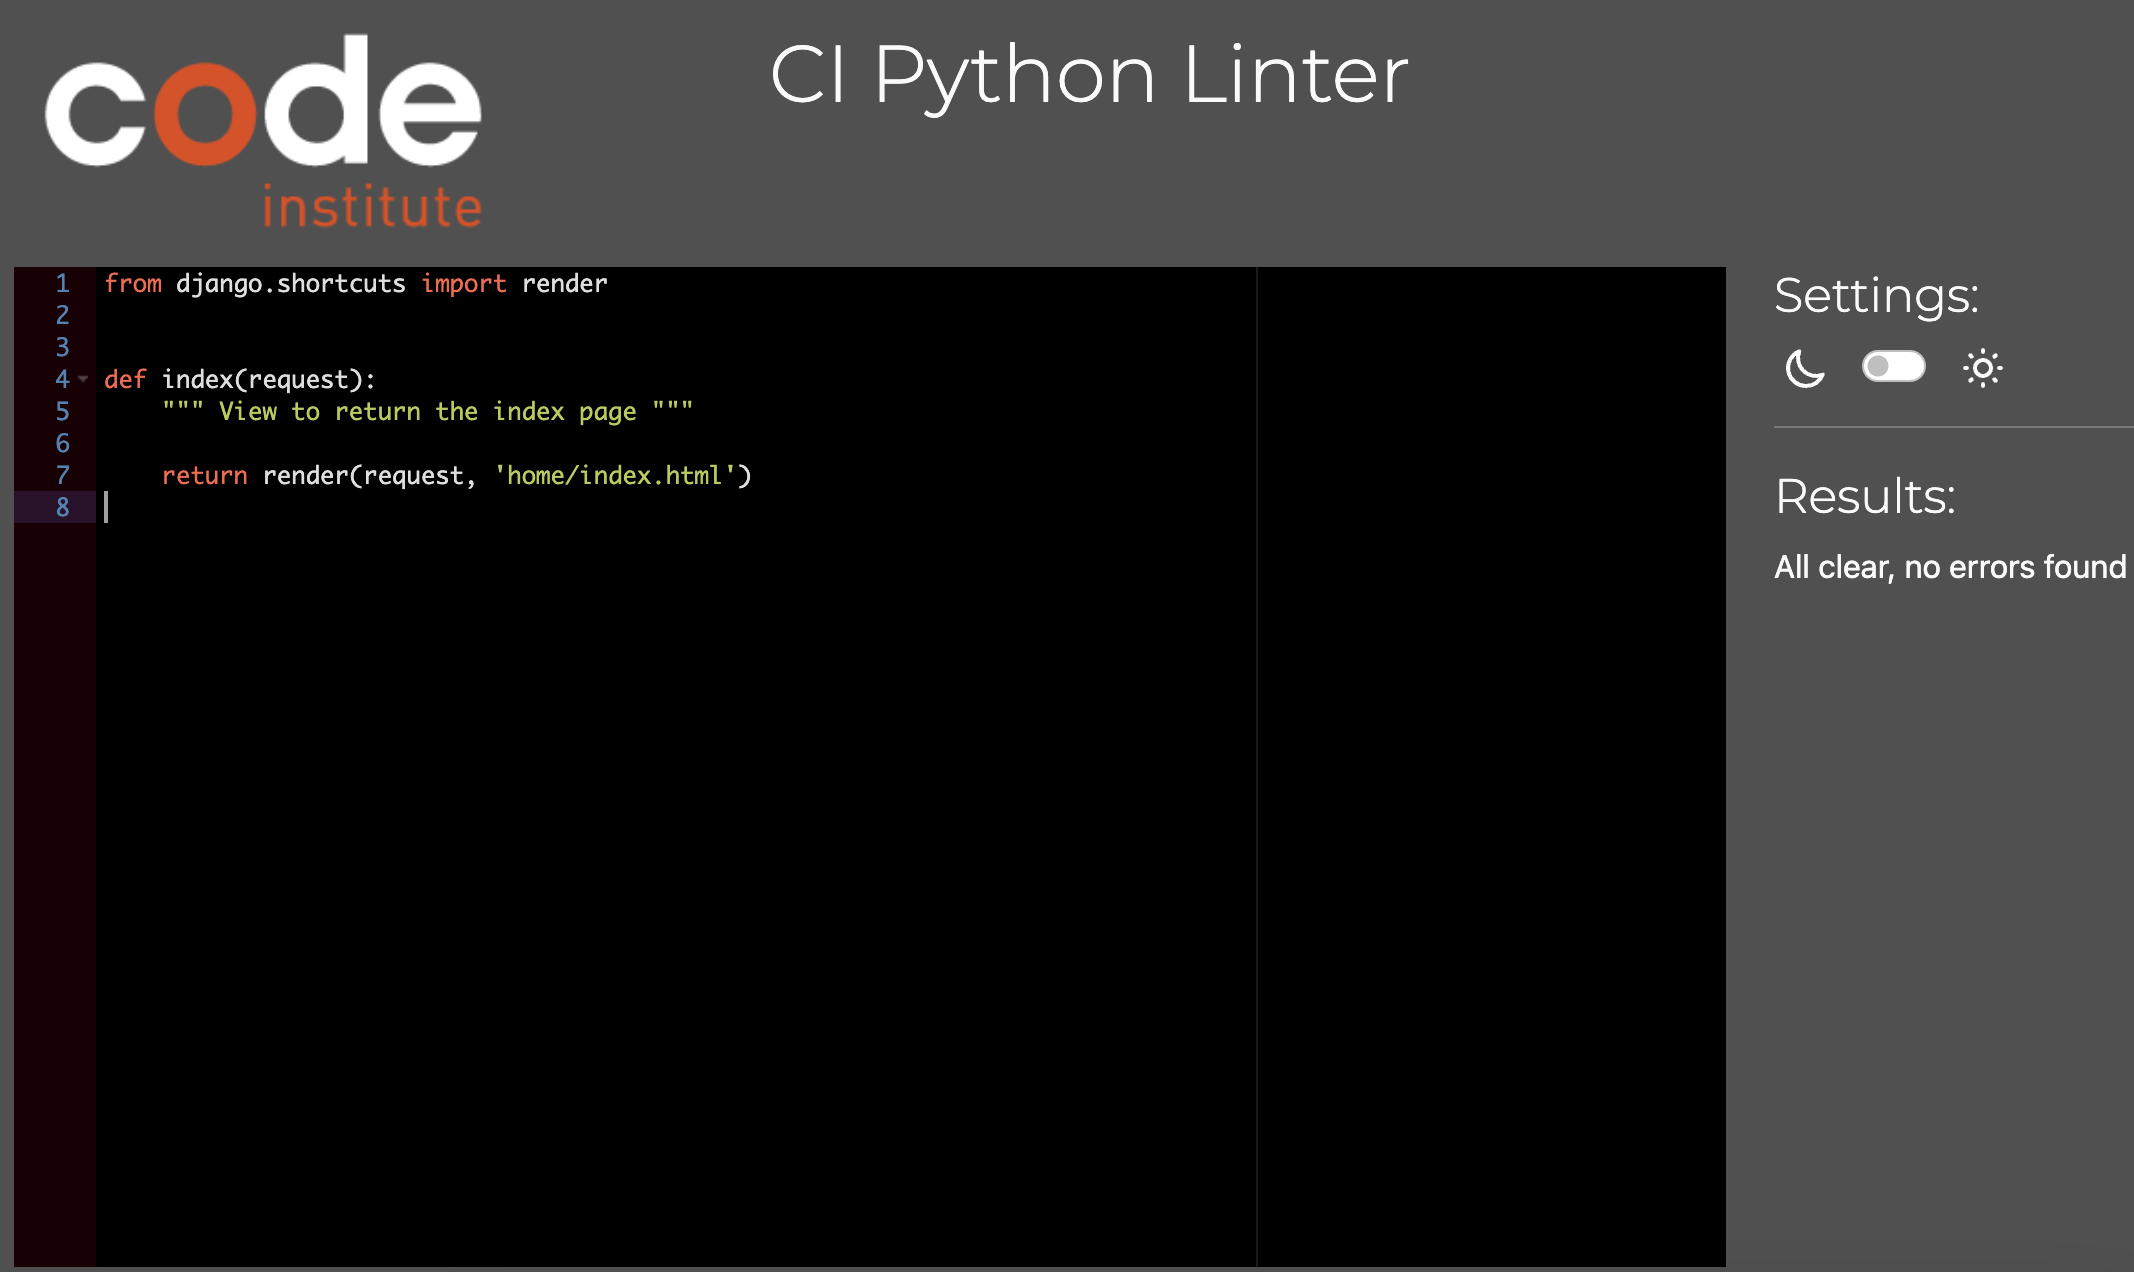 code
institute
CI Python Linter
1 from django.shortcuts import render
2
3
4 def index(request):
5     """ View to return the index page """
6
7     return render(request, 'home/index.html')
8
Settings:
Results:
All clear, no errors found